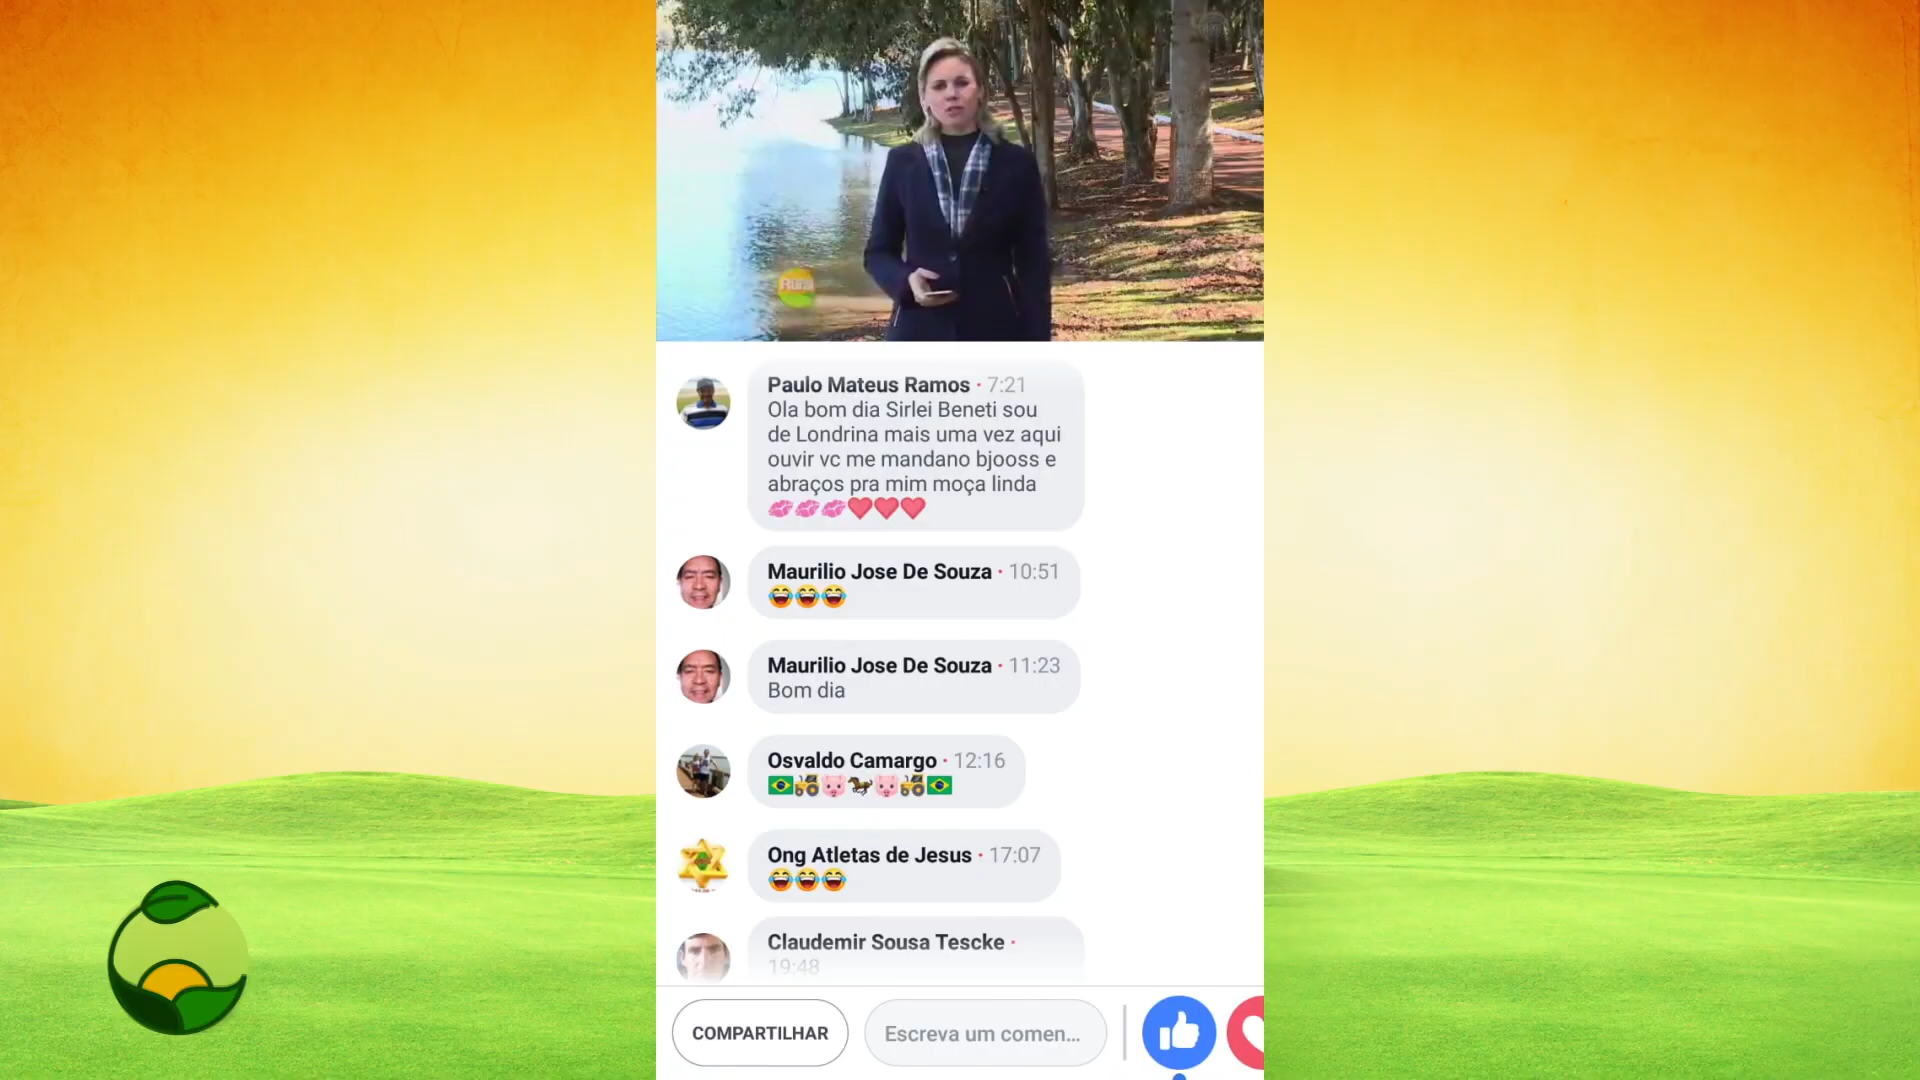 Rural
Paulo Mateus Ramos · 7:21
Ola bom dia Sirlei Beneti sou
de Londrina mais uma vez aqui
ouvir vc me mandano bjooss e
abraços pra mim moça linda
💋💋💋❤❤❤
Maurilio Jose De Souza · 10:51
😂😂😂
Maurilio Jose De Souza · 11:23
Bom dia
Osvaldo Camargo · 12:16
🇧🇷🚜🐷🐎🐷🚜🇧🇷
Ong Atletas de Jesus · 17:07
😂😂😂
Claudemir Sousa Tescke ·
19:48
COMPARTILHAR
Escreva um comen...